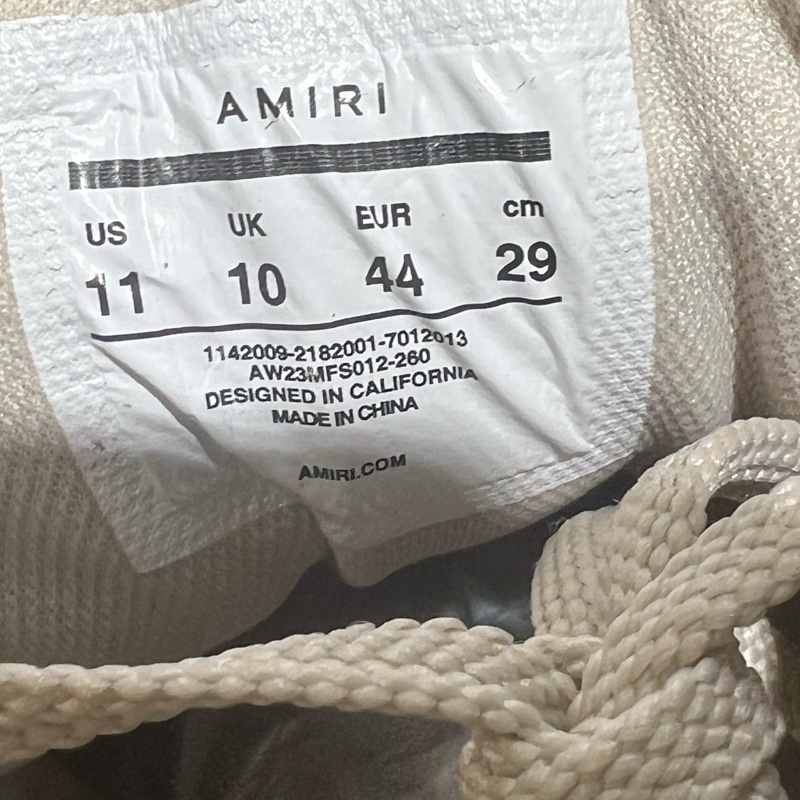 AMIRI
US UK EUR cm
11 10 44 29
1142009-2182001-7012013
AW23MFS012-260
DESIGNED IN CALIFORNIA
MADE IN CHINA
AMIRI.COM